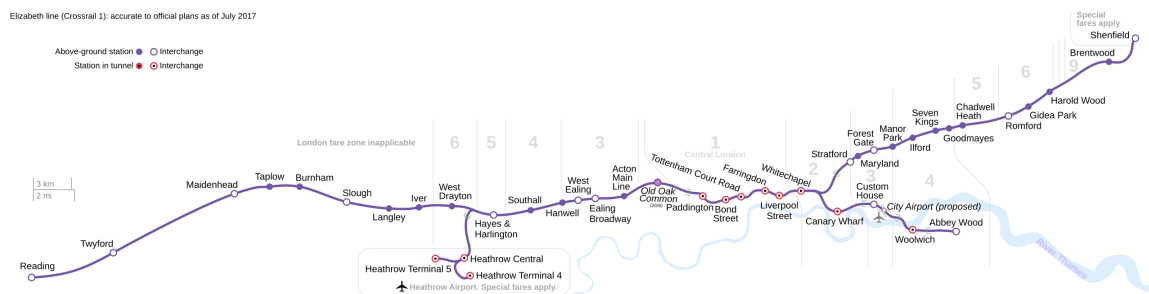 Elizabeth line (Crossrail 1): accurate to official plans as of July 2017
Special
fares apply
Shenfield
Above-ground station
Interchange
Station in tunnel
Interchange
Brentwood
9
6
5
Harold Wood
Gidea Park
Romford
Chadwell
Heath
Goodmayes
Seven
Kings
Ilford
Manor
Park
Forest
Gate
Maryland
Stratford
London fare zone inapplicable
6
5
4
3
1
Central London
2
3
4
3 km
2 mi
Reading
Twyford
Maidenhead
Taplow
Burnham
Slough
Langley
Iver
West
Drayton
Hayes &
Harlington
Southall
Hanwell
West
Ealing
Ealing
Broadway
Acton
Main
Line
Old Oak
Common
(2026)
Paddington
Bond
Street
Tottenham Court Road
Farringdon
Liverpool
Street
Whitechapel
Canary Wharf
Custom
House
City Airport (proposed)
Woolwich
Abbey Wood
River Thames
Heathrow Central
Heathrow Terminal 5
Heathrow Terminal 4
Heathrow Airport. Special fares apply.